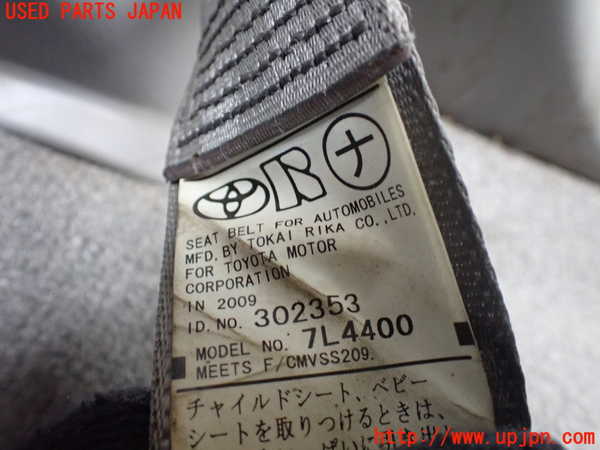 USED PARTS JAPAN
ナ
SEAT BELT FOR AUTOMOBILES
MFD. BY TOKAI RIKA CO., LTD.
FOR TOYOTA MOTOR
CORPORATION
IN 2009
ID. NO. 302353
MODEL NO. 7L4400
MEETS F/CMVSS209.
チャイルドシート、ベビー
シートを取りつけるときは、
http://www.upjpn.com/